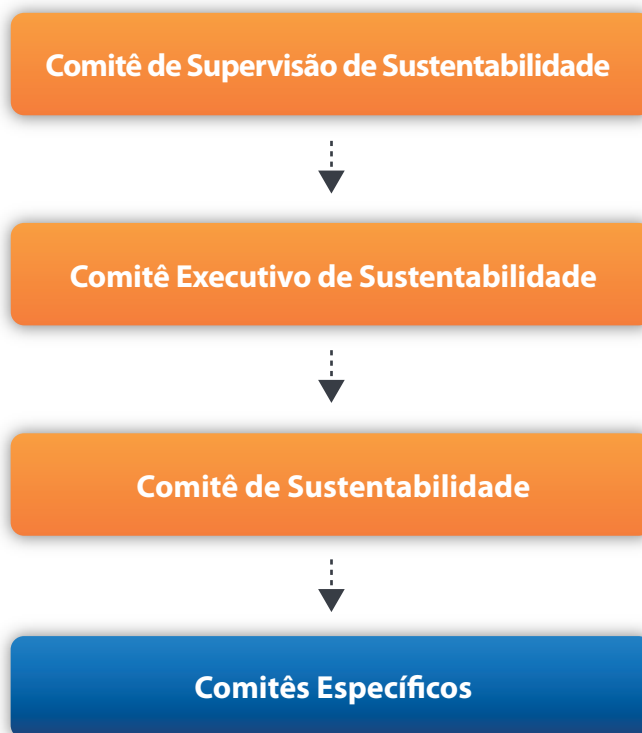 Comitê de Supervisão de Sustentabilidade
Comitê Executivo de Sustentabilidade
Comitê de Sustentabilidade
Comitês Específicos